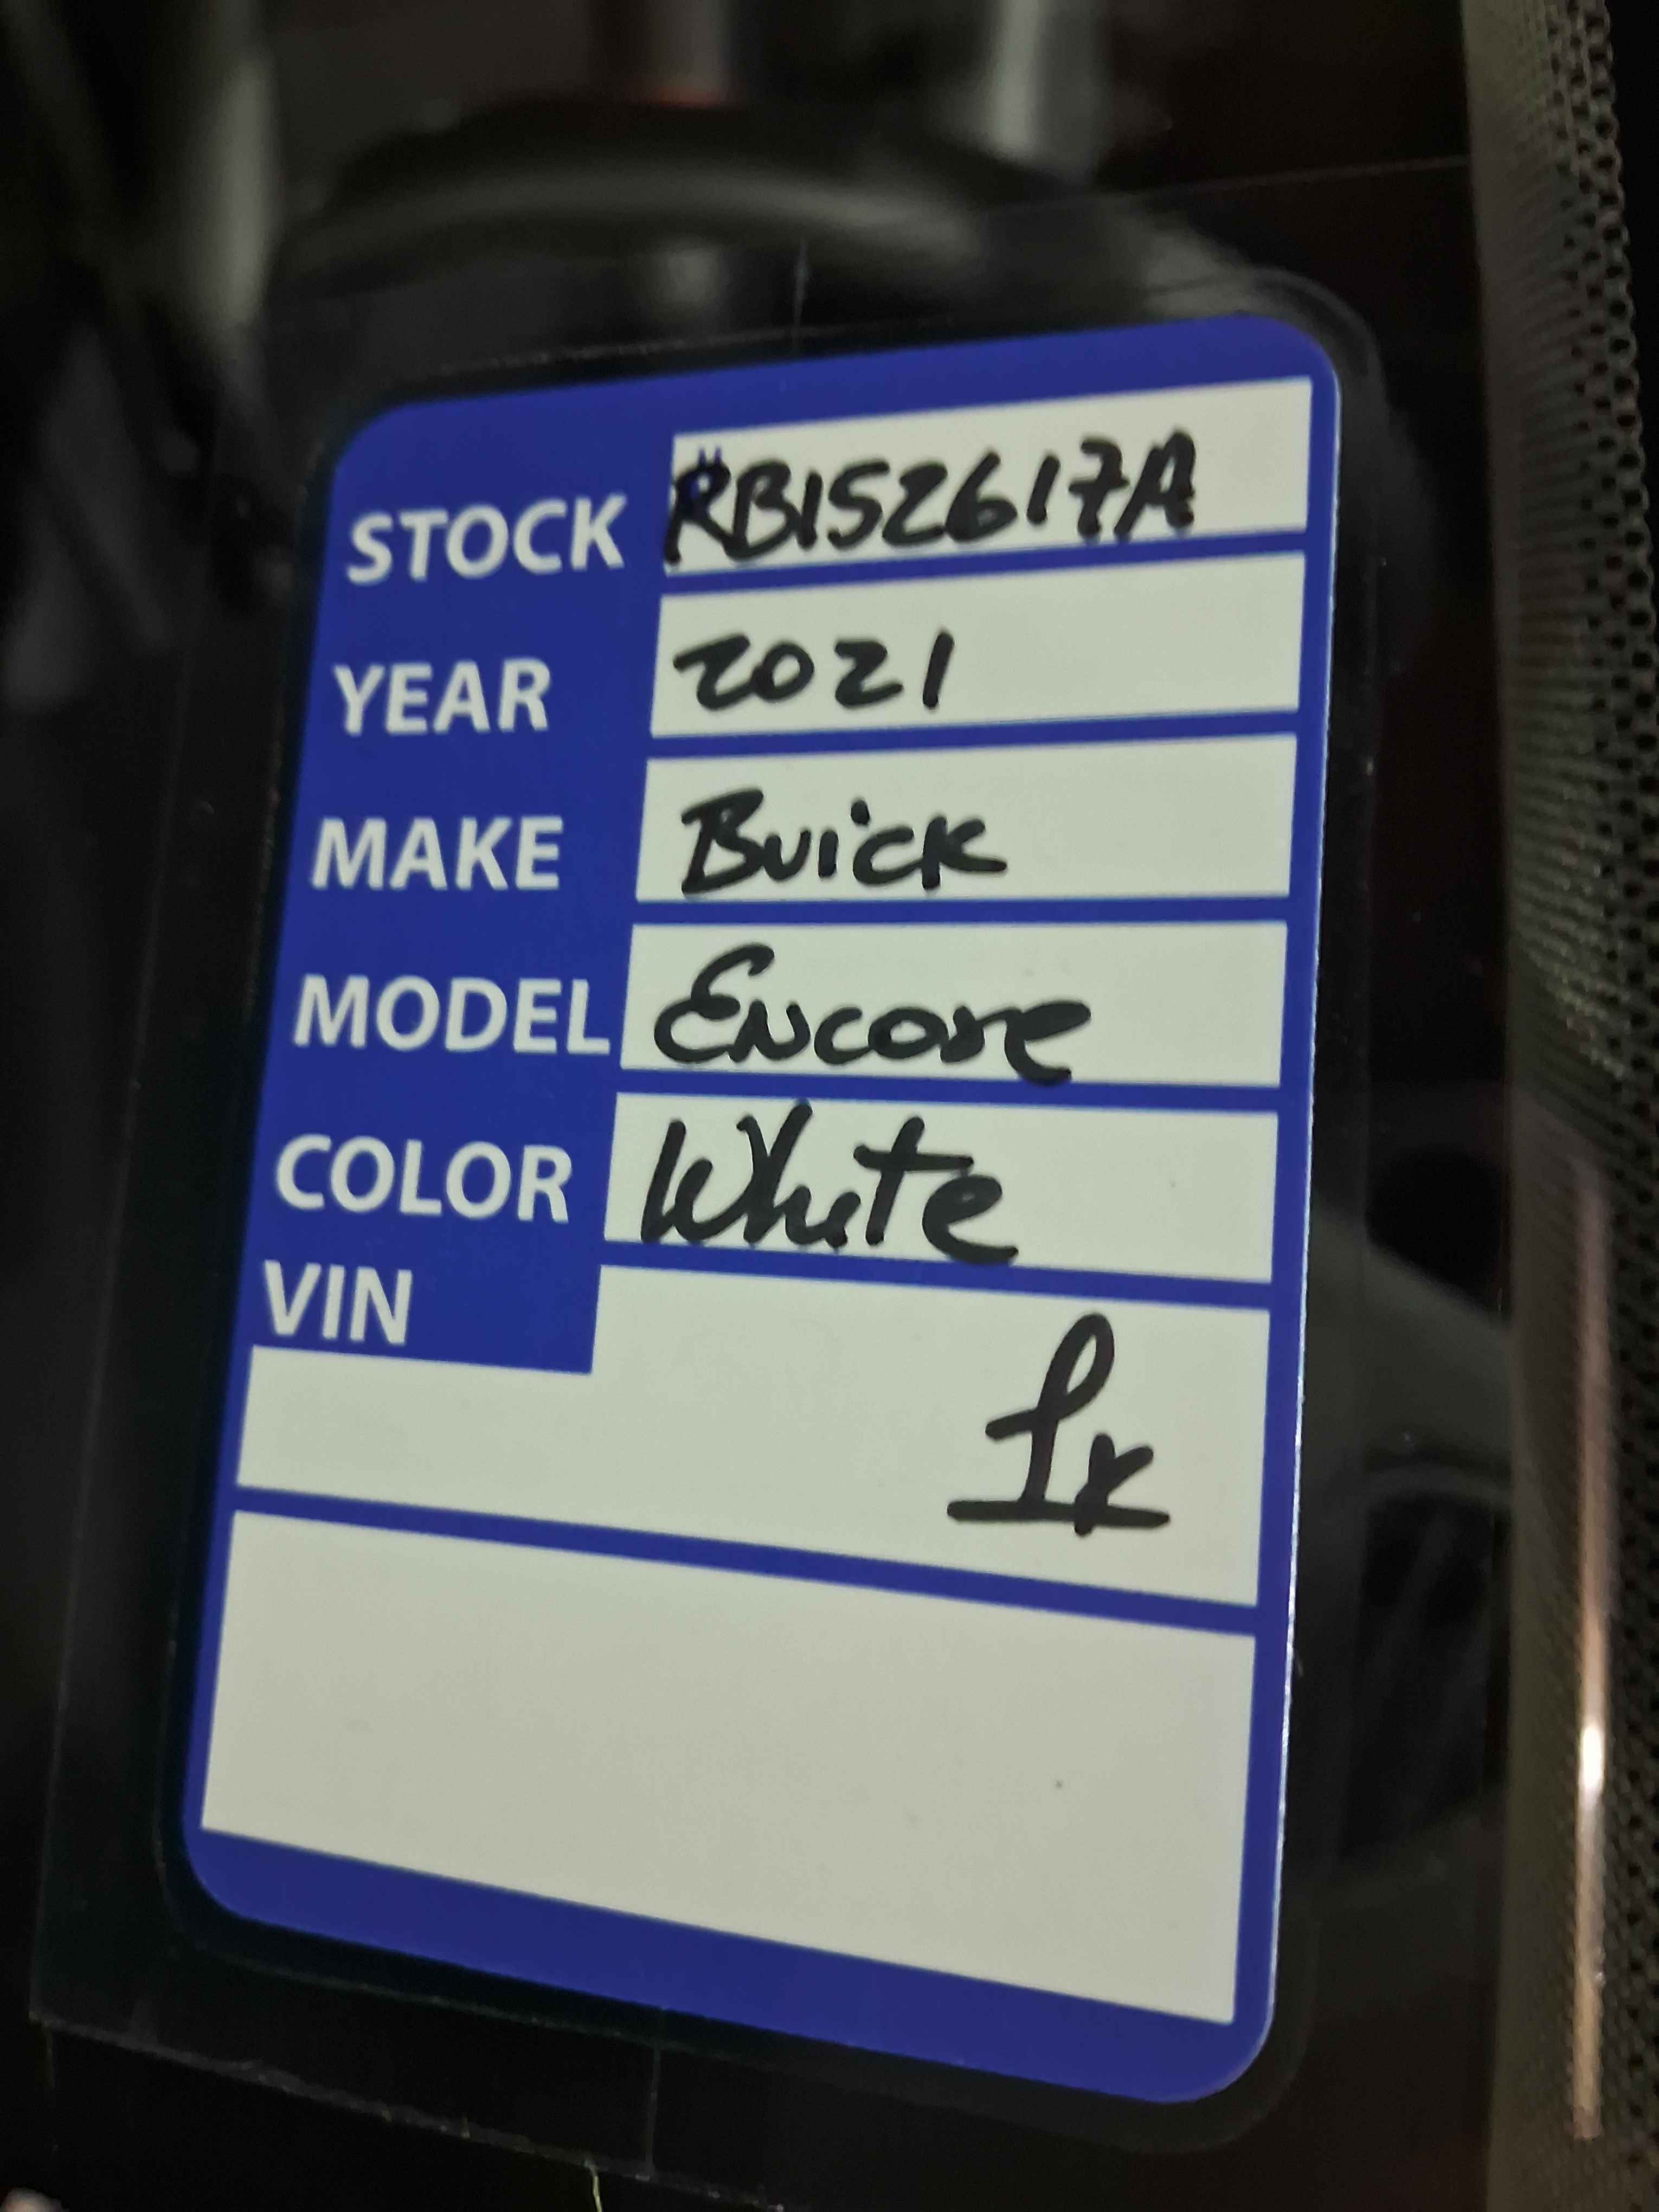 STOCK # RB152617A
YEAR 2021
MAKE Buick
MODEL Encore
COLOR White
VIN